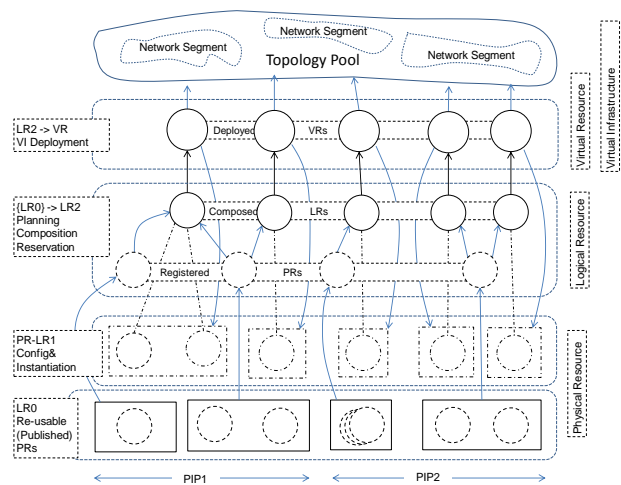 Network Segment
Network Segment
Network Segment
Topology Pool
LR2 -> VR
VI Deployment
Deployed
VRs
Virtual Resource
Virtual Infrastructure
{LR0} -> LR2
Planning
Composition
Reservation
Composed
LRs
Registered
PRs
Logical Resource
PR-LR1
Config&
Instantiation
LR0
Re-usable
(Published)
PRs
Physical Resource
PIP1
PIP2